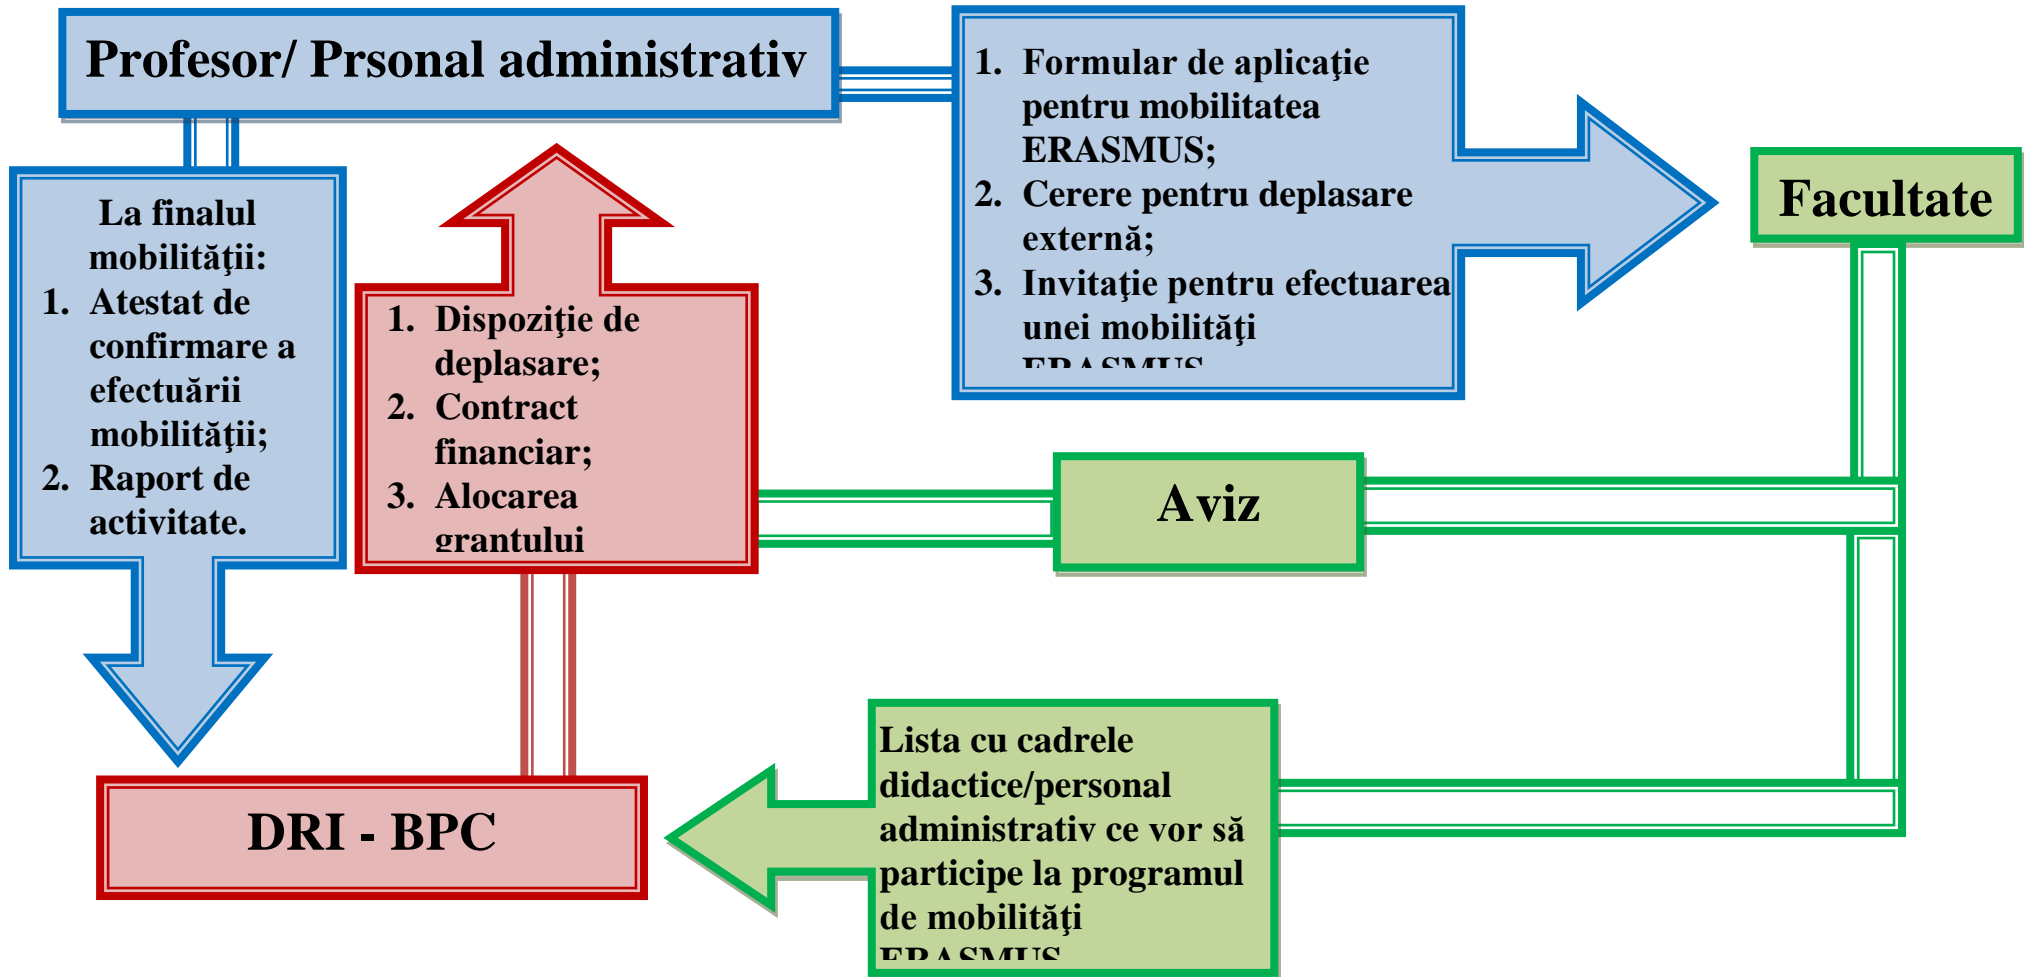 Profesor/ Prsonal administrativ
1. Formular de aplicaţie
pentru mobilitatea
ERASMUS;
2. Cerere pentru deplasare
externă;
3. Invitaţie pentru efectuarea
unei mobilităţi
ERASMUS
Facultate
La finalul
mobilităţii:
1. Atestat de
confirmare a
efectuării
mobilităţii;
2. Raport de
activitate.
1. Dispoziţie de
deplasare;
2. Contract
financiar;
3. Alocarea
grantului
Aviz
Lista cu cadrele
didactice/personal
administrativ ce vor să
participe la programul
de mobilităţi
ERASMUS
DRI - BPC